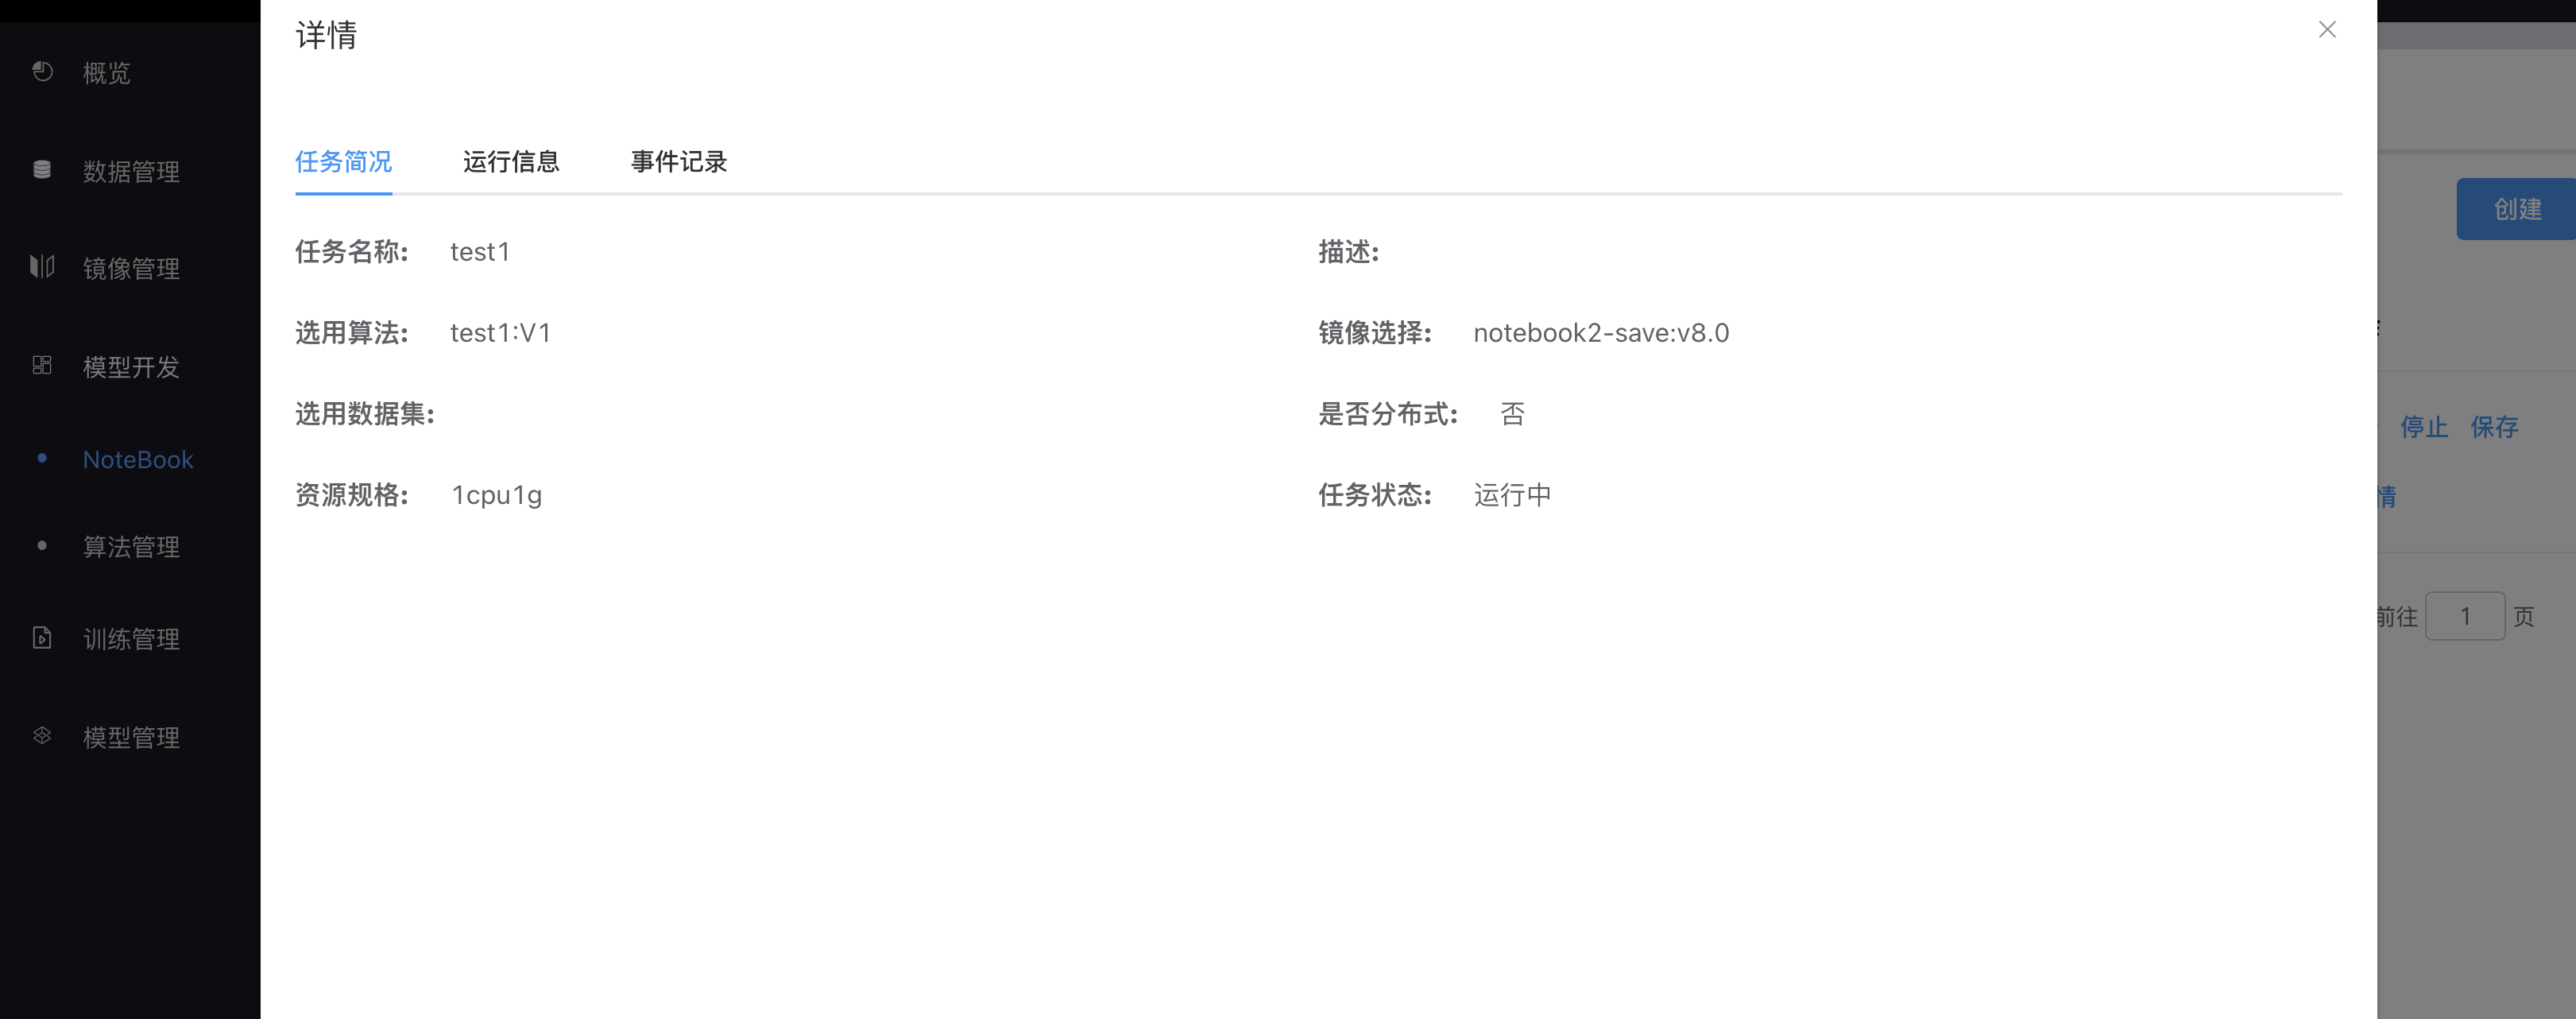 概览
数据管理
镜像管理
模型开发
NoteBook
算法管理
训练管理
模型管理
详情
任务简况 运行信息 事件记录
任务名称: test1 描述:
选用算法: test1:V1 镜像选择: notebook2-save:v8.0
选用数据集: 是否分布式: 否
资源规格: 1cpu1g 任务状态: 运行中
创建
停止 保存
情
前往 1 页